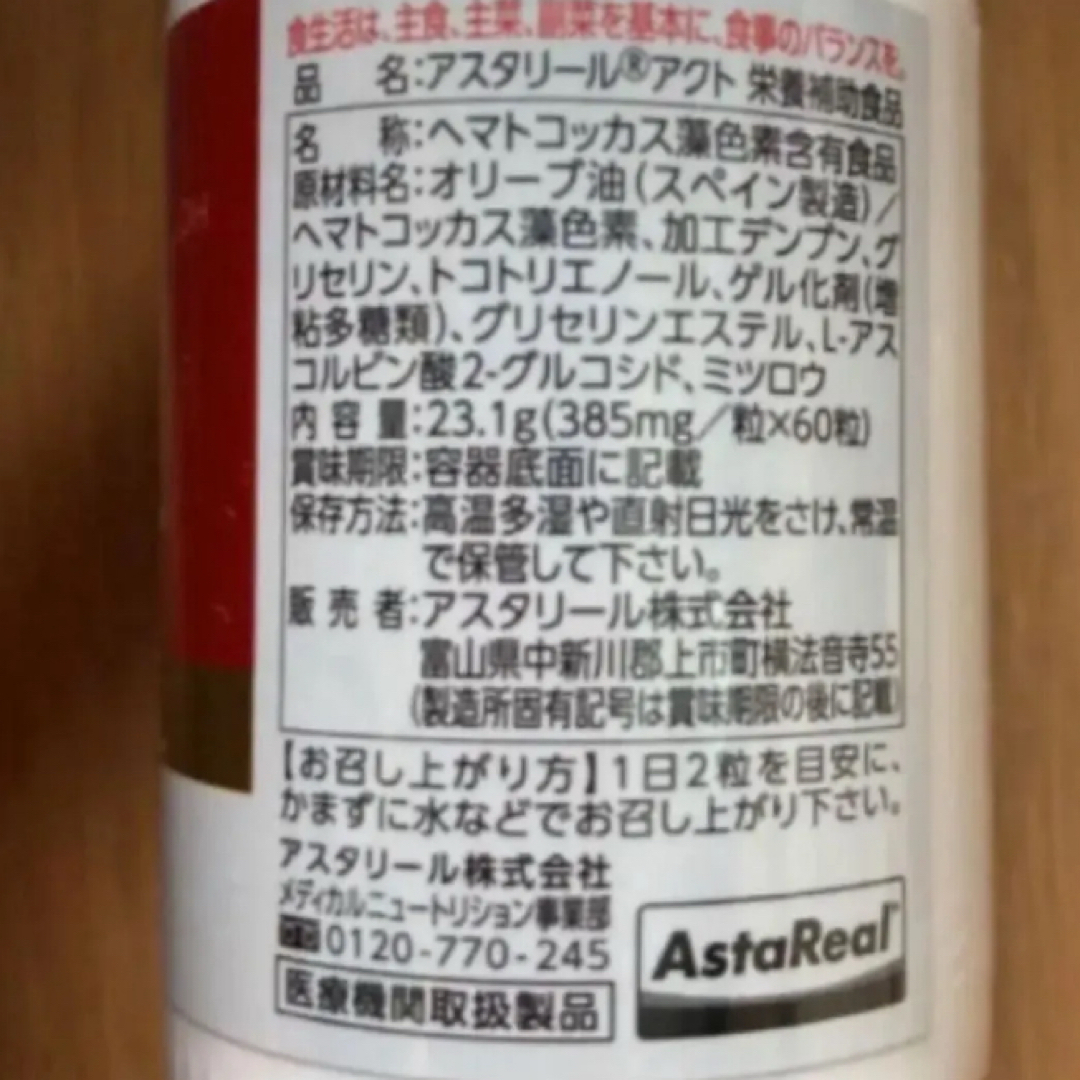 食生活は、主食、主菜、副菜を基本に、食事のバランスを。
品 名:アスタリール®アクト 栄養補助食品
名 称:ヘマトコッカス藻色素含有食品
原材料名:オリーブ油(スペイン製造)/
ヘマトコッカス藻色素、加工デンプン、グ
リセリン、トコトリエノール、ゲル化剤(増
粘多糖類)、グリセリンエステル、L-アス
コルビン酸2-グルコシド、ミツロウ
内 容 量:23.1g(385mg/粒×60粒)
賞味期限:容器底面に記載
保存方法:高温多湿や直射日光をさけ、常温
で保管して下さい。
販 売 者:アスタリール株式会社
富山県中新川郡上市町横法音寺55
(製造所固有記号は賞味期限の後に記載)
【お召し上がり方】1日2粒を目安に、
かまずに水などでお召し上がり下さい。
アスタリール株式会社
メディカルニュートリション事業部
0120-770-245
医療機関取扱製品
AstaReal